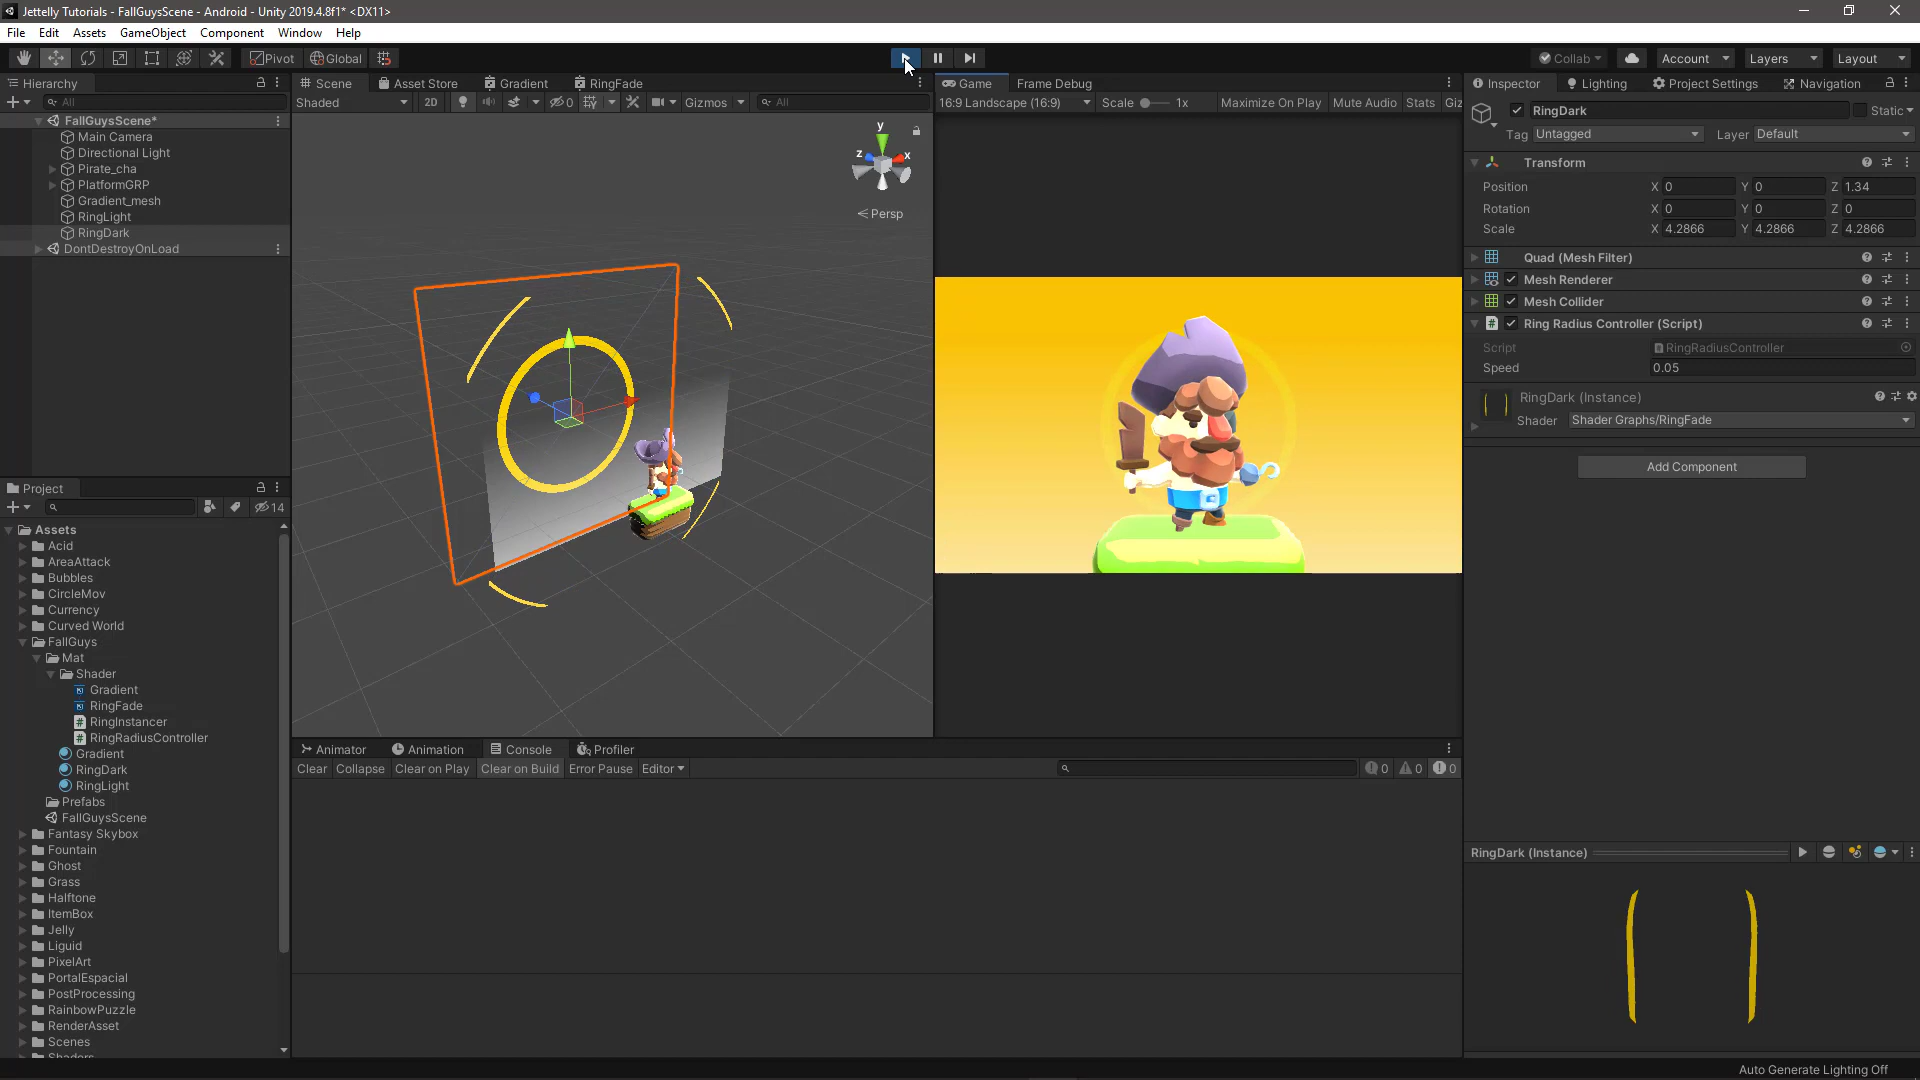 Jettelly Tutorials - FallGuysScene - Android - Unity 2019.4.8f1* <DX11>
File Edit Assets GameObject Component Window Help
Pivot Global Collab Account Layers Layout
Hierarchy
All
FallGuysScene*
Main Camera
Directional Light
Pirate_cha
PlatformGRP
Gradient_mesh
RingLight
RingDark
DontDestroyOnLoad
Scene Asset Store Gradient RingFade
Shaded 2D 0 Gizmos All
y
z x
Persp
Game Frame Debug
16:9 Landscape (16:9) Scale 1x Maximize On Play Mute Audio Stats Giz
Inspector Lighting Project Settings Navigation
RingDark Static
Tag Untagged Layer Default
Transform
Position X 0 Y 0 Z 1.34
Rotation X 0 Y 0 Z 0
Scale X 4.2866 Y 4.2866 Z 4.2866
Quad (Mesh Filter)
Mesh Renderer
Mesh Collider
# Ring Radius Controller (Script)
Script RingRadiusController
Speed 0.05
RingDark (Instance)
Shader Shader Graphs/RingFade
Add Component
Project
14
Assets
Acid
AreaAttack
Bubbles
CircleMov
Currency
Curved World
FallGuys
Mat
Shader
Gradient
RingFade
# RingInstancer
# RingRadiusController
Gradient
RingDark
RingLight
Prefabs
FallGuysScene
Fantasy Skybox
Fountain
Ghost
Grass
Halftone
ItemBox
Jelly
Liguid
PixelArt
PortalEspacial
PostProcessing
RainbowPuzzle
RenderAsset
Scenes
Shaders
Animator Animation Console Profiler
Clear Collapse Clear on Play Clear on Build Error Pause Editor 0 0 0
RingDark (Instance)
Auto Generate Lighting Off